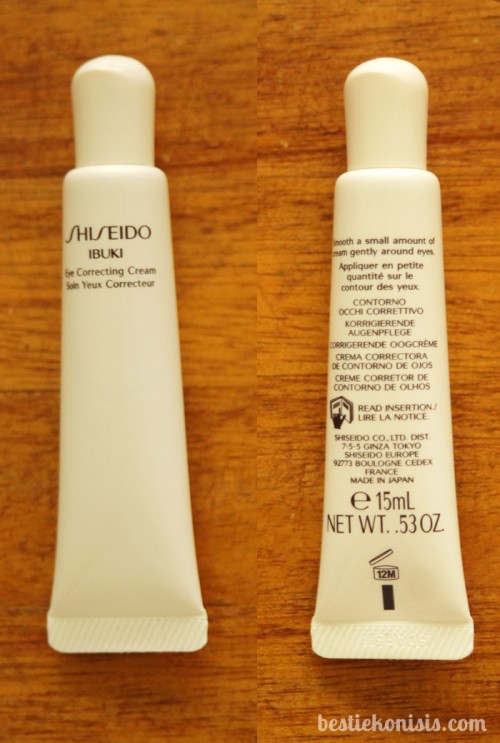 SHISEIDO
IBUKI
Eye Correcting Cream
Soin Yeux Correcteur
Smooth a small amount of
cream gently around eyes.
Appliquer en petite
quantité sur le
contour des yeux.
CONTORNO
OCCHI CORRETTIVO
KORRIGIERENDE
AUGENPFLEGE
CORRIGERENDE OOGCRÈME
CREMA CORRECTORA
DE CONTORNO DE OJOS
CREME CORRETOR DE
CONTORNO DE OLHOS
READ INSERTION/
LIRE LA NOTICE.
SHISEIDO CO., LTD. DIST.
7-5-5 GINZA TOKYO
SHISEIDO EUROPE
92773 BOULOGNE CEDEX
FRANCE
MADE IN JAPAN
e 15mL
NET WT. .53 OZ.
12M
bestiekonisis.com